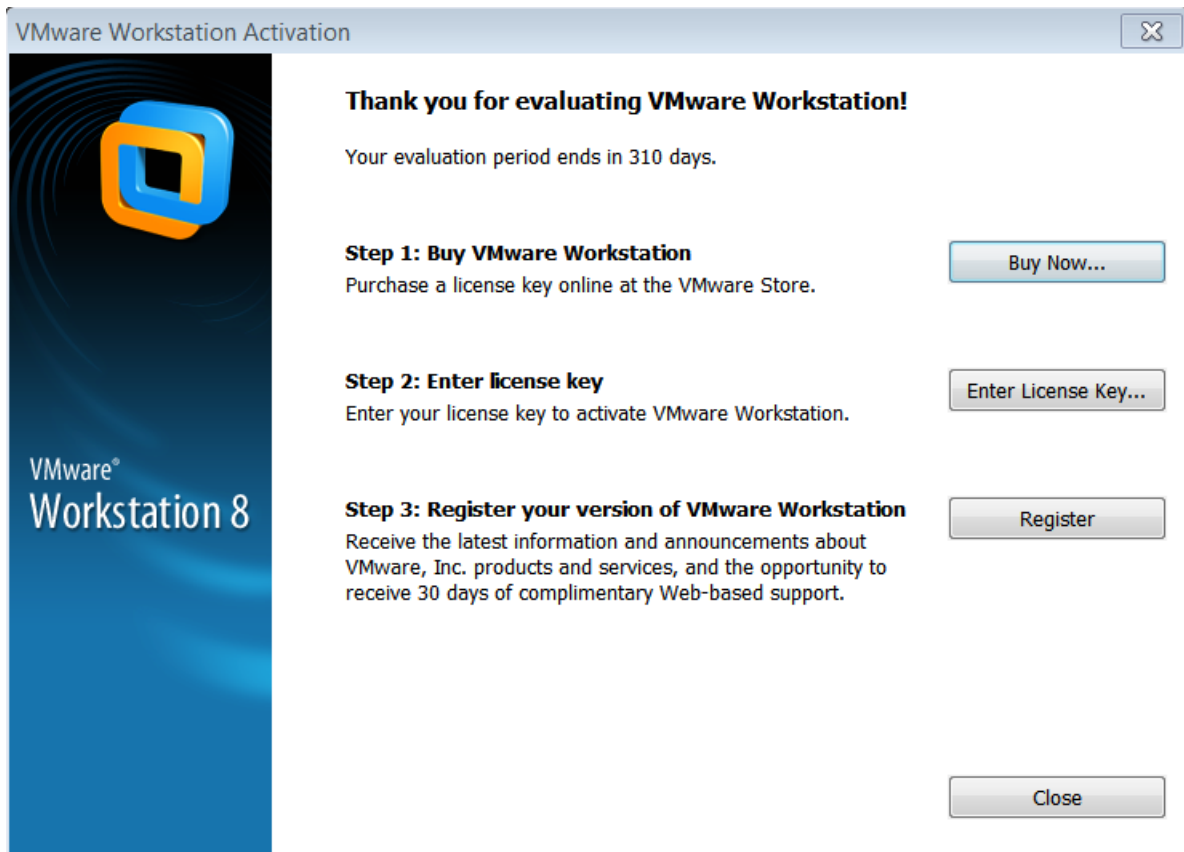 VMware Workstation Activation
Thank you for evaluating VMware Workstation!
Your evaluation period ends in 310 days.
Step 1: Buy VMware Workstation
Purchase a license key online at the VMware Store.
Buy Now...
Step 2: Enter license key
Enter your license key to activate VMware Workstation.
Enter License Key...
VMware®
Workstation 8
Step 3: Register your version of VMware Workstation
Receive the latest information and announcements about
VMware, Inc. products and services, and the opportunity to
receive 30 days of complimentary Web-based support.
Register
Close